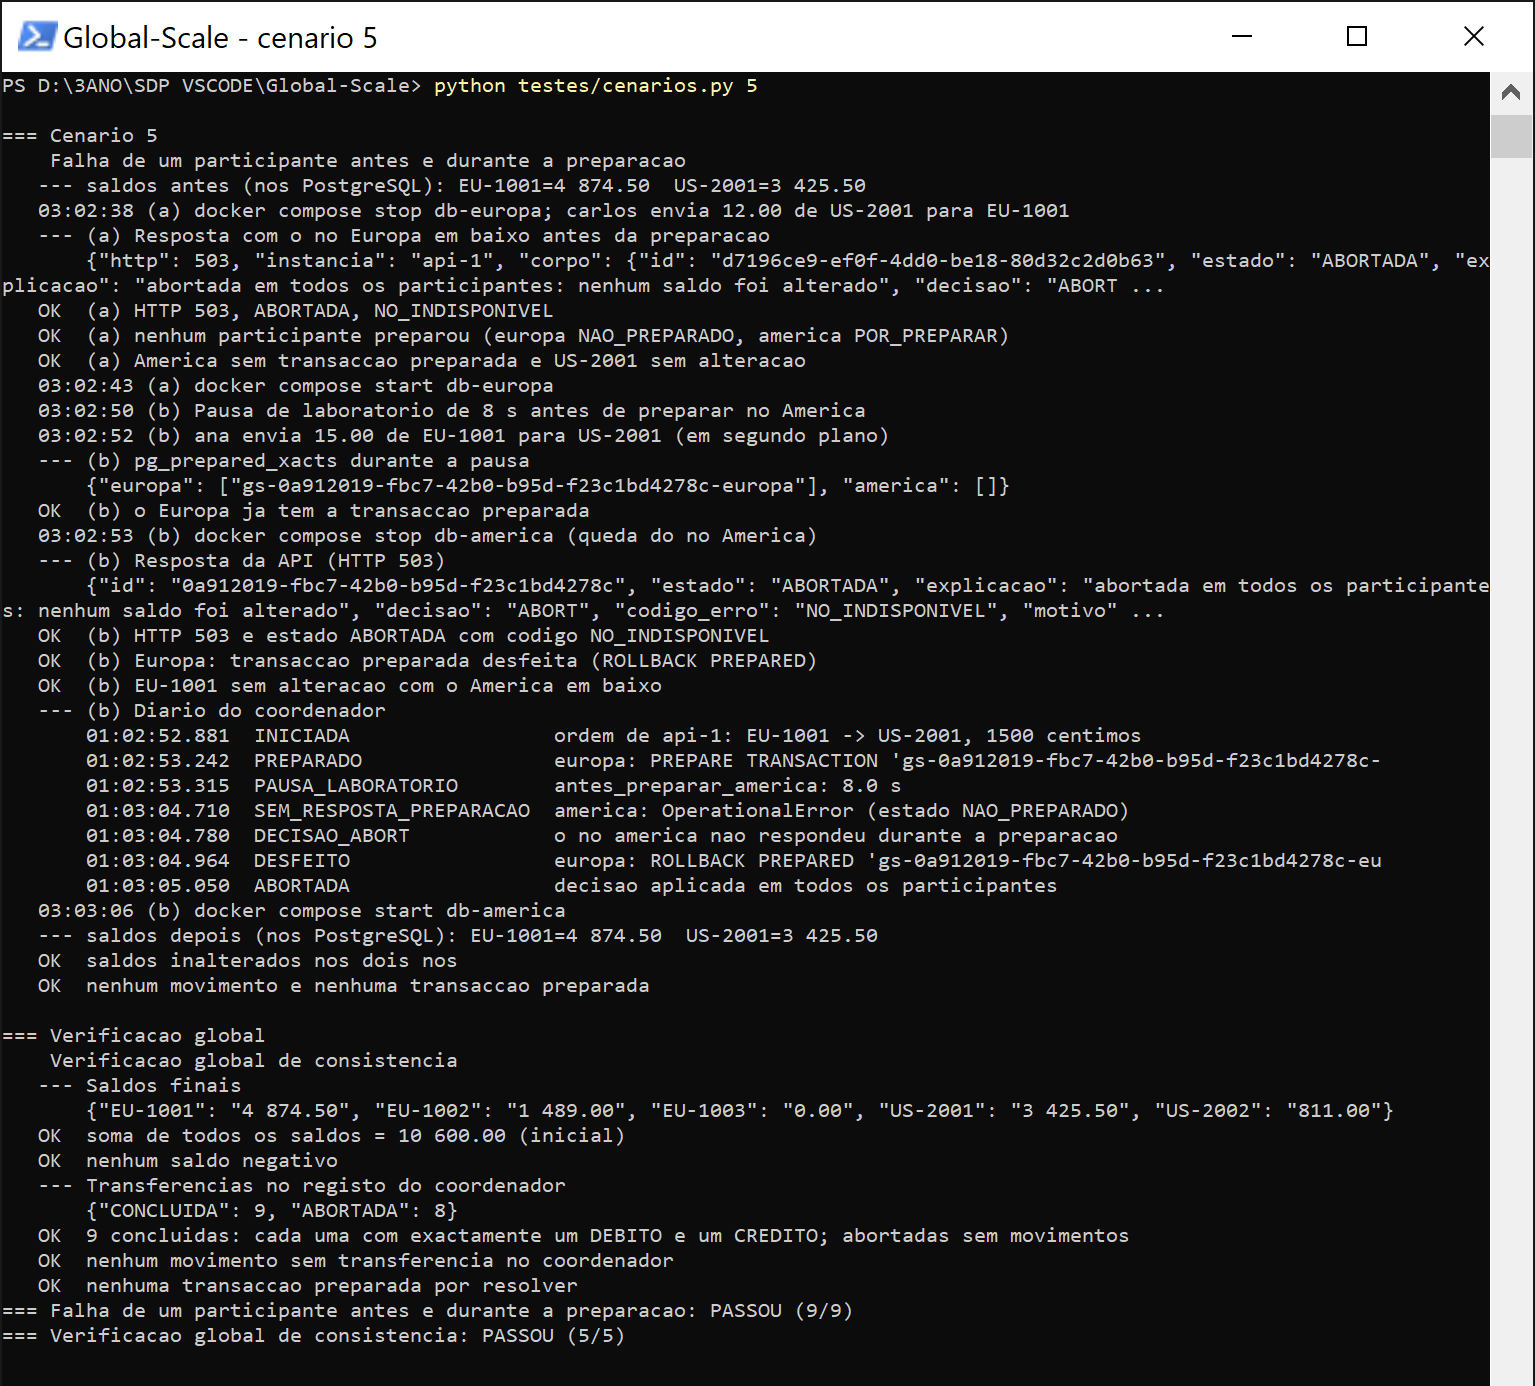 Global-Scale - cenario 5
PS D:\3ANO\SDP VSCODE\Global-Scale> python testes/cenarios.py 5
=== Cenario 5
Falha de um participante antes e durante a preparacao
--- saldos antes (nos PostgreSQL): EU-1001=4 874.50  US-2001=3 425.50
03:02:38 (a) docker compose stop db-europa; carlos envia 12.00 de US-2001 para EU-1001
--- (a) Resposta com o no Europa em baixo antes da preparacao
{"http": 503, "instancia": "api-1", "corpo": {"id": "d7196ce9-ef0f-4dd0-be18-80d32c2d0b63", "estado": "ABORTADA", "ex
plicacao": "abortada em todos os participantes: nenhum saldo foi alterado", "decisao": "ABORT ...
OK  (a) HTTP 503, ABORTADA, NO_INDISPONIVEL
OK  (a) nenhum participante preparou (europa NAO_PREPARADO, america POR_PREPARAR)
OK  (a) America sem transaccao preparada e US-2001 sem alteracao
03:02:43 (a) docker compose start db-europa
03:02:50 (b) Pausa de laboratorio de 8 s antes de preparar no America
03:02:52 (b) ana envia 15.00 de EU-1001 para US-2001 (em segundo plano)
--- (b) pg_prepared_xacts durante a pausa
{"europa": ["gs-0a912019-fbc7-42b0-b95d-f23c1bd4278c-europa"], "america": []}
OK  (b) o Europa ja tem a transaccao preparada
03:02:53 (b) docker compose stop db-america (queda do no America)
--- (b) Resposta da API (HTTP 503)
{"id": "0a912019-fbc7-42b0-b95d-f23c1bd4278c", "estado": "ABORTADA", "explicacao": "abortada em todos os participante
s: nenhum saldo foi alterado", "decisao": "ABORT", "codigo_erro": "NO_INDISPONIVEL", "motivo" ...
OK  (b) HTTP 503 e estado ABORTADA com codigo NO_INDISPONIVEL
OK  (b) Europa: transaccao preparada desfeita (ROLLBACK PREPARED)
OK  (b) EU-1001 sem alteracao com o America em baixo
--- (b) Diario do coordenador
01:02:52.881  INICIADA                 ordem de api-1: EU-1001 -> US-2001, 1500 centimos
01:02:53.242  PREPARADO                europa: PREPARE TRANSACTION 'gs-0a912019-fbc7-42b0-b95d-f23c1bd4278c-
01:02:53.315  PAUSA_LABORATORIO        antes_preparar_america: 8.0 s
01:03:04.710  SEM_RESPOSTA_PREPARACAO  america: OperationalError (estado NAO_PREPARADO)
01:03:04.780  DECISAO_ABORT            o no america nao respondeu durante a preparacao
01:03:04.964  DESFEITO                 europa: ROLLBACK PREPARED 'gs-0a912019-fbc7-42b0-b95d-f23c1bd4278c-eu
01:03:05.050  ABORTADA                 decisao aplicada em todos os participantes
03:03:06 (b) docker compose start db-america
--- saldos depois (nos PostgreSQL): EU-1001=4 874.50  US-2001=3 425.50
OK  saldos inalterados nos dois nos
OK  nenhum movimento e nenhuma transaccao preparada
=== Verificacao global
Verificacao global de consistencia
--- Saldos finais
{"EU-1001": "4 874.50", "EU-1002": "1 489.00", "EU-1003": "0.00", "US-2001": "3 425.50", "US-2002": "811.00"}
OK  soma de todos os saldos = 10 600.00 (inicial)
OK  nenhum saldo negativo
--- Transferencias no registo do coordenador
{"CONCLUIDA": 9, "ABORTADA": 8}
OK  9 concluidas: cada uma com exactamente um DEBITO e um CREDITO; abortadas sem movimentos
OK  nenhum movimento sem transferencia no coordenador
OK  nenhuma transaccao preparada por resolver
=== Falha de um participante antes e durante a preparacao: PASSOU (9/9)
=== Verificacao global de consistencia: PASSOU (5/5)